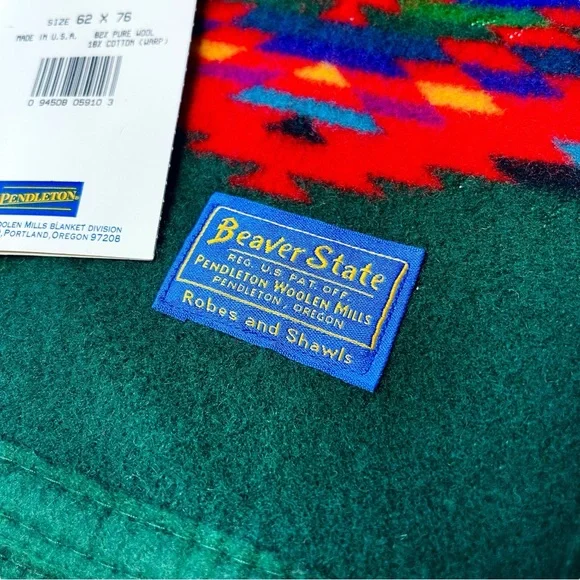 SIZE 62 X 76
MADE IN U.S.A. 82% PURE WOOL
18% COTTON (WARP)
0 94508 05910 3
PENDLETON®
OOLEN MILLS BLANKET DIVISION
, PORTLAND, OREGON 97208
Beaver State
REG. U.S. PAT. OFF.
PENDLETON WOOLEN MILLS
PENDLETON, OREGON
Robes and Shawls